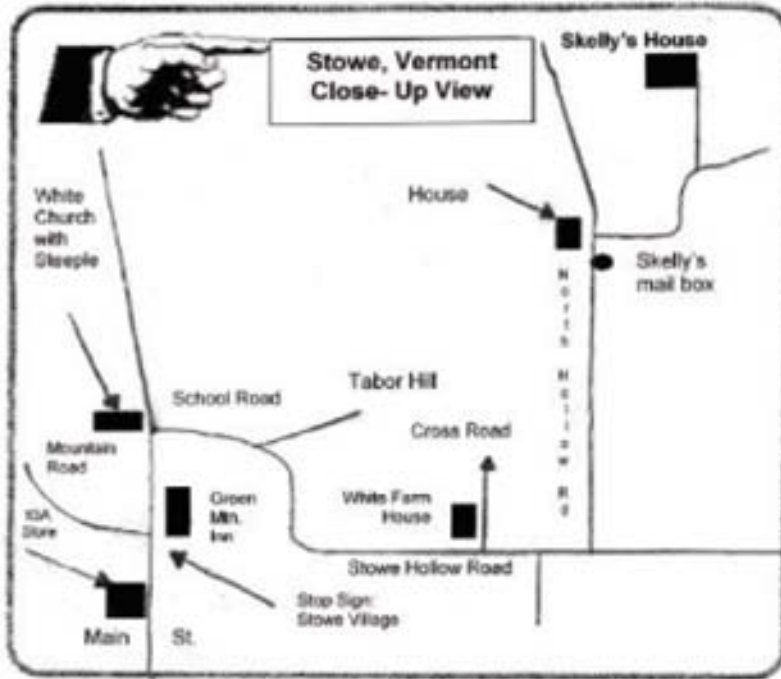 Stowe, Vermont
Close- Up View
Skelly's House
White
Church
with
Steeple
House
Skelly's
mail box
North Hollow Rd
School Road
Tabor Hill
Cross Road
Mountain
Road
Green
Mtn.
Inn
White Farm
House
IGA
Store
Stowe Hollow Road
Stop Sign:
Stowe Village
Main St.